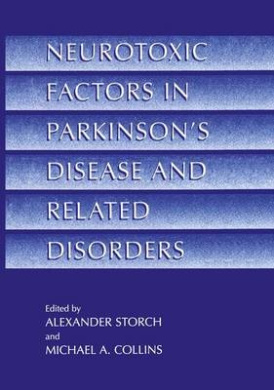 NEUROTOXIC
FACTORS IN
PARKINSON'S
DISEASE AND
RELATED
DISORDERS
Edited by
ALEXANDER STORCH
and
MICHAEL A. COLLINS